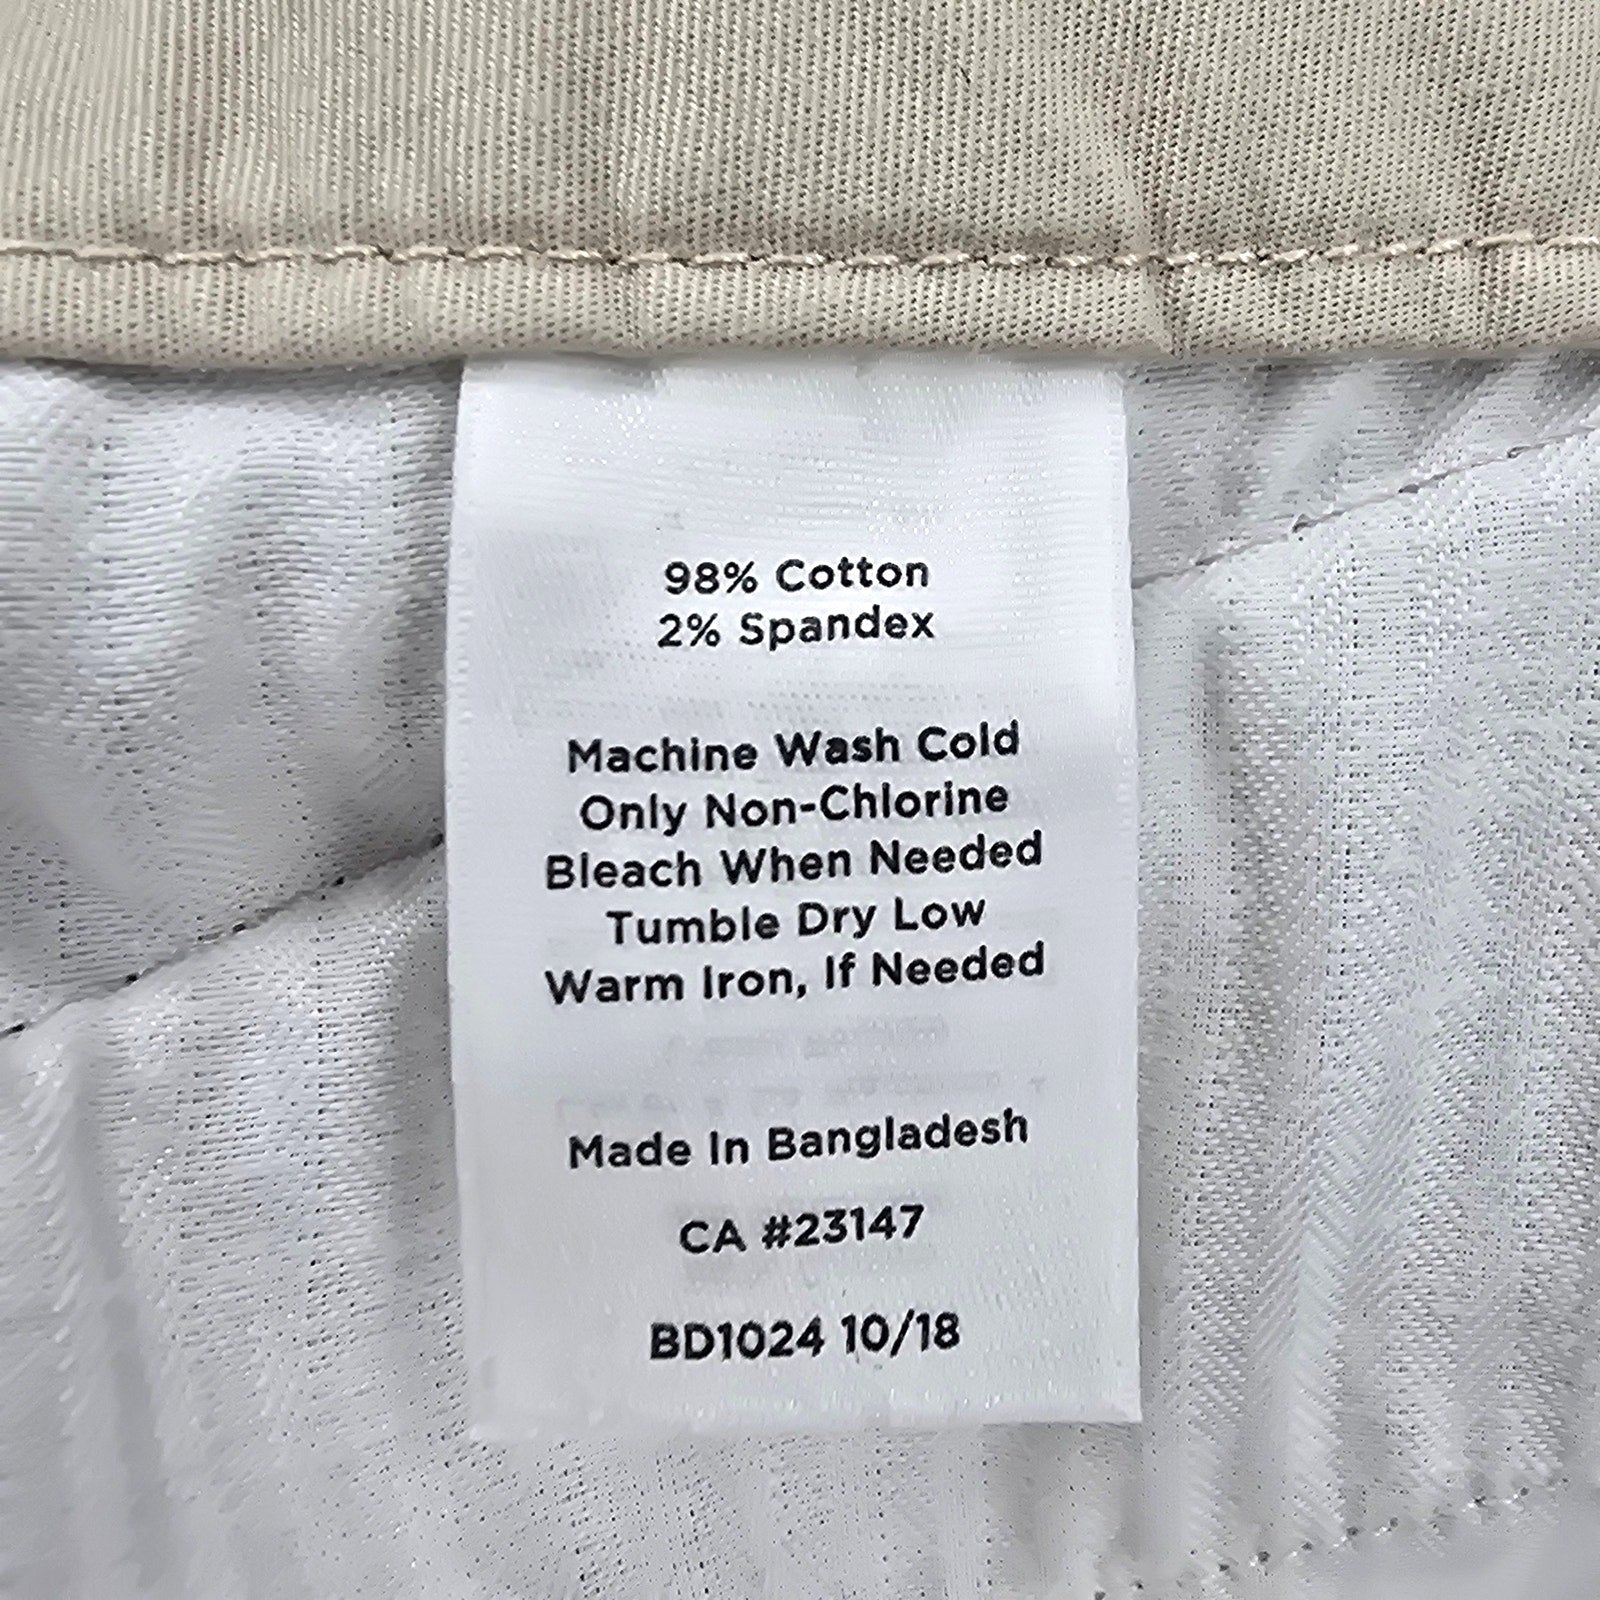 98% Cotton
2% Spandex
Machine Wash Cold
Only Non-Chlorine
Bleach When Needed
Tumble Dry Low
Warm Iron, If Needed
Made In Bangladesh
CA #23147
BD1024 10/18